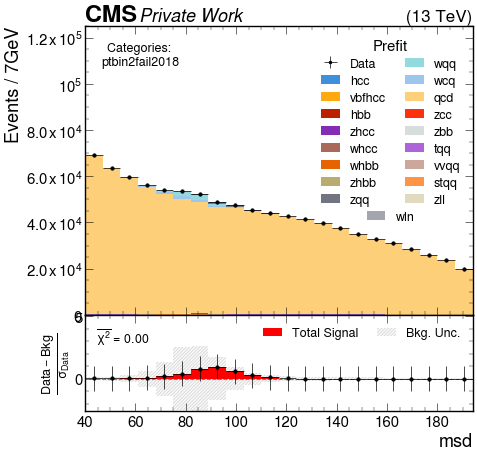 CMS Private Work (13 TeV)
Events / 7GeV
1.2 x 10^5
10^5
8.0 x 10^4
6.0 x 10^4
4.0 x 10^4
2.0 x 10^4
Categories:
ptbin2fail2018
Prefit
Data wqq
hcc wcq
vbfhcc qcd
hbb zcc
zhcc zbb
whcc tqq
whbb vvqq
zhbb stqq
zqq zll
wln
Data − Bkg
σData
5
0
χ² = 0.00
Total Signal Bkg. Unc.
40 60 80 100 120 140 160 180
msd